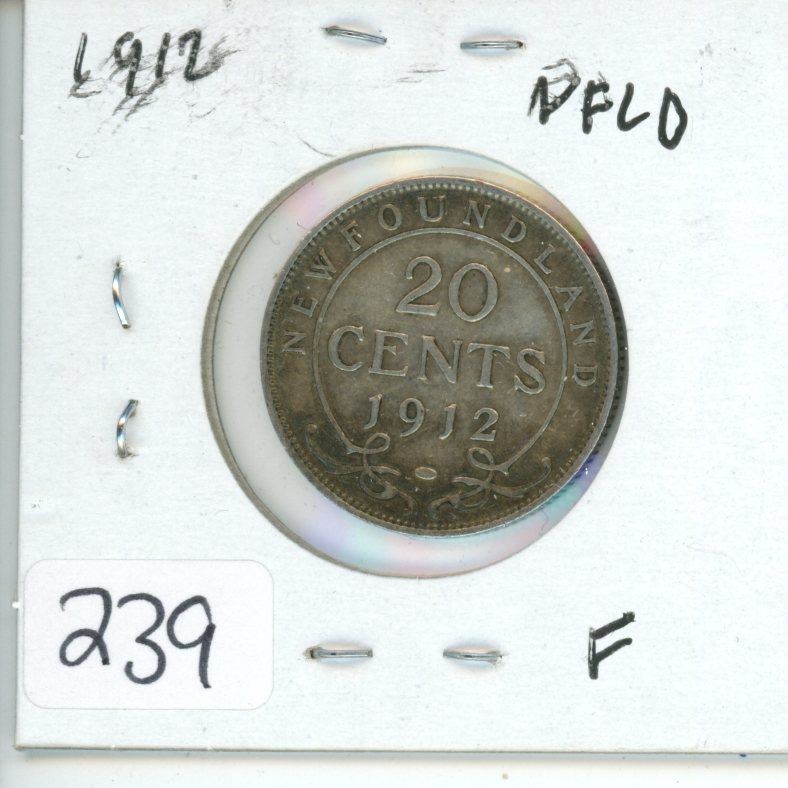 1912
NFLD
NEWFOUNDLAND
20
CENTS
1912
239
F